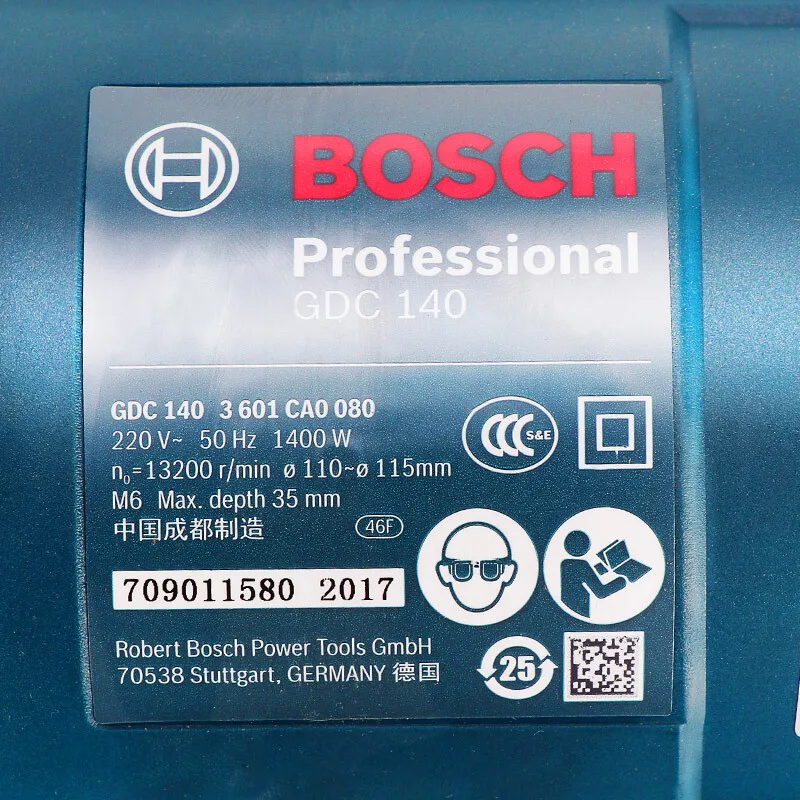 BOSCH
Professional
GDC 140
GDC 140 3 601 CA0 080
220 V~ 50 Hz 1400 W
n₀=13200 r/min ø 110~ø 115mm
M6 Max. depth 35 mm
中国成都制造 46F
CCC S&E
709011580 2017
Robert Bosch Power Tools GmbH
70538 Stuttgart, GERMANY 德国
25